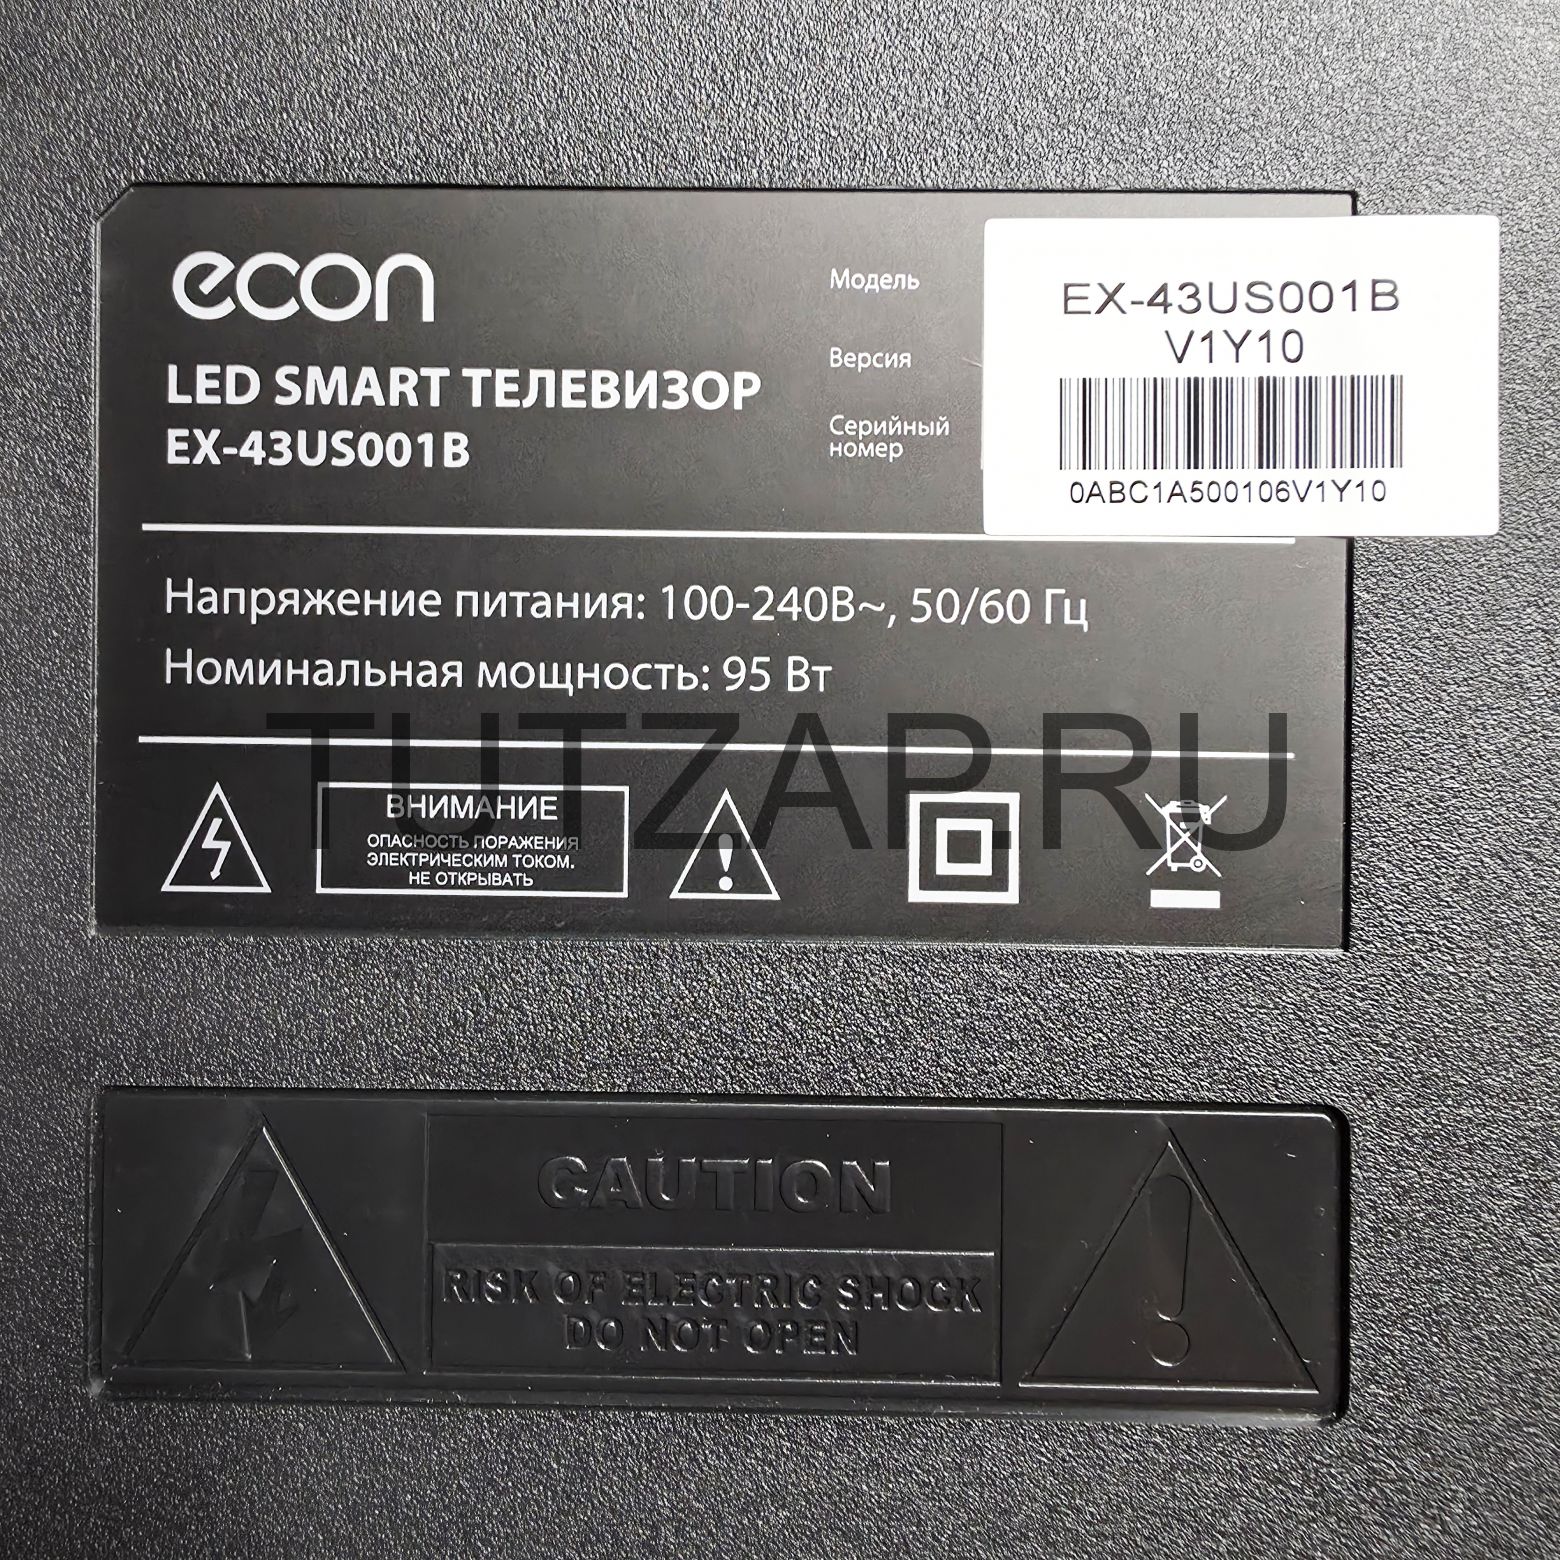 econ
LED SMART ТЕЛЕВИЗОР
EX-43US001B
Модель
Версия
Серийный
номер
EX-43US001B
V1Y10
0ABC1A500106V1Y10
Напряжение питания: 100-240В~, 50/60 Гц
Номинальная мощность: 95 Вт
TUTZAP.RU
ВНИМАНИЕ
ОПАСНОСТЬ ПОРАЖЕНИЯ
ЭЛЕКТРИЧЕСКИМ ТОКОМ.
НЕ ОТКРЫВАТЬ
CAUTION
RISK OF ELECTRIC SHOCK
DO NOT OPEN